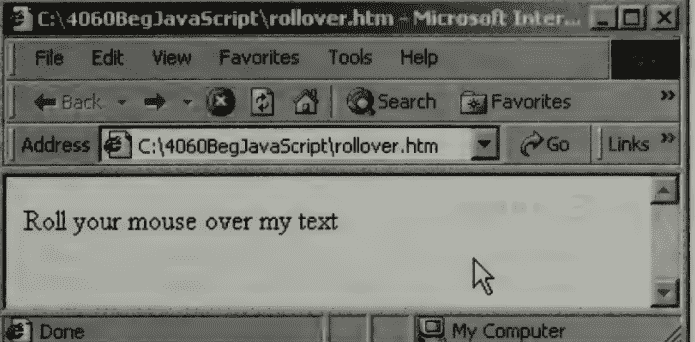 C:\4060BegJavaScript\rollover.htm - Microsoft Inter...
File Edit View Favorites Tools Help
Back Search Favorites »
Address C:\4060BegJavaScript\rollover.htm Go Links »
Roll your mouse over my text
Done My Computer